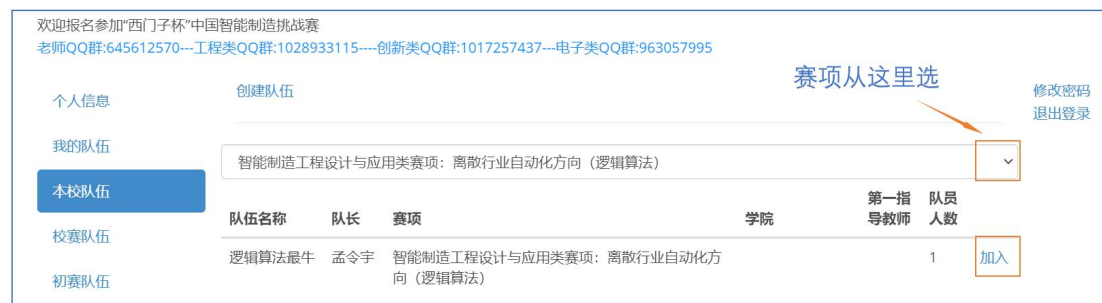 欢迎报名参加"西门子杯"中国智能制造挑战赛
老师QQ群:645612570---工程类QQ群:1028933115----创新类QQ群:1017257437---电子类QQ群:963057995
赛项从这里选
个人信息
创建队伍
修改密码
退出登录
我的队伍
智能制造工程设计与应用类赛项：离散行业自动化方向（逻辑算法）
本校队伍
队伍名称 队长 赛项 学院 第一指导教师 队员人数
校赛队伍
逻辑算法最牛 孟令宇 智能制造工程设计与应用类赛项：离散行业自动化方
向（逻辑算法） 1 加入
初赛队伍